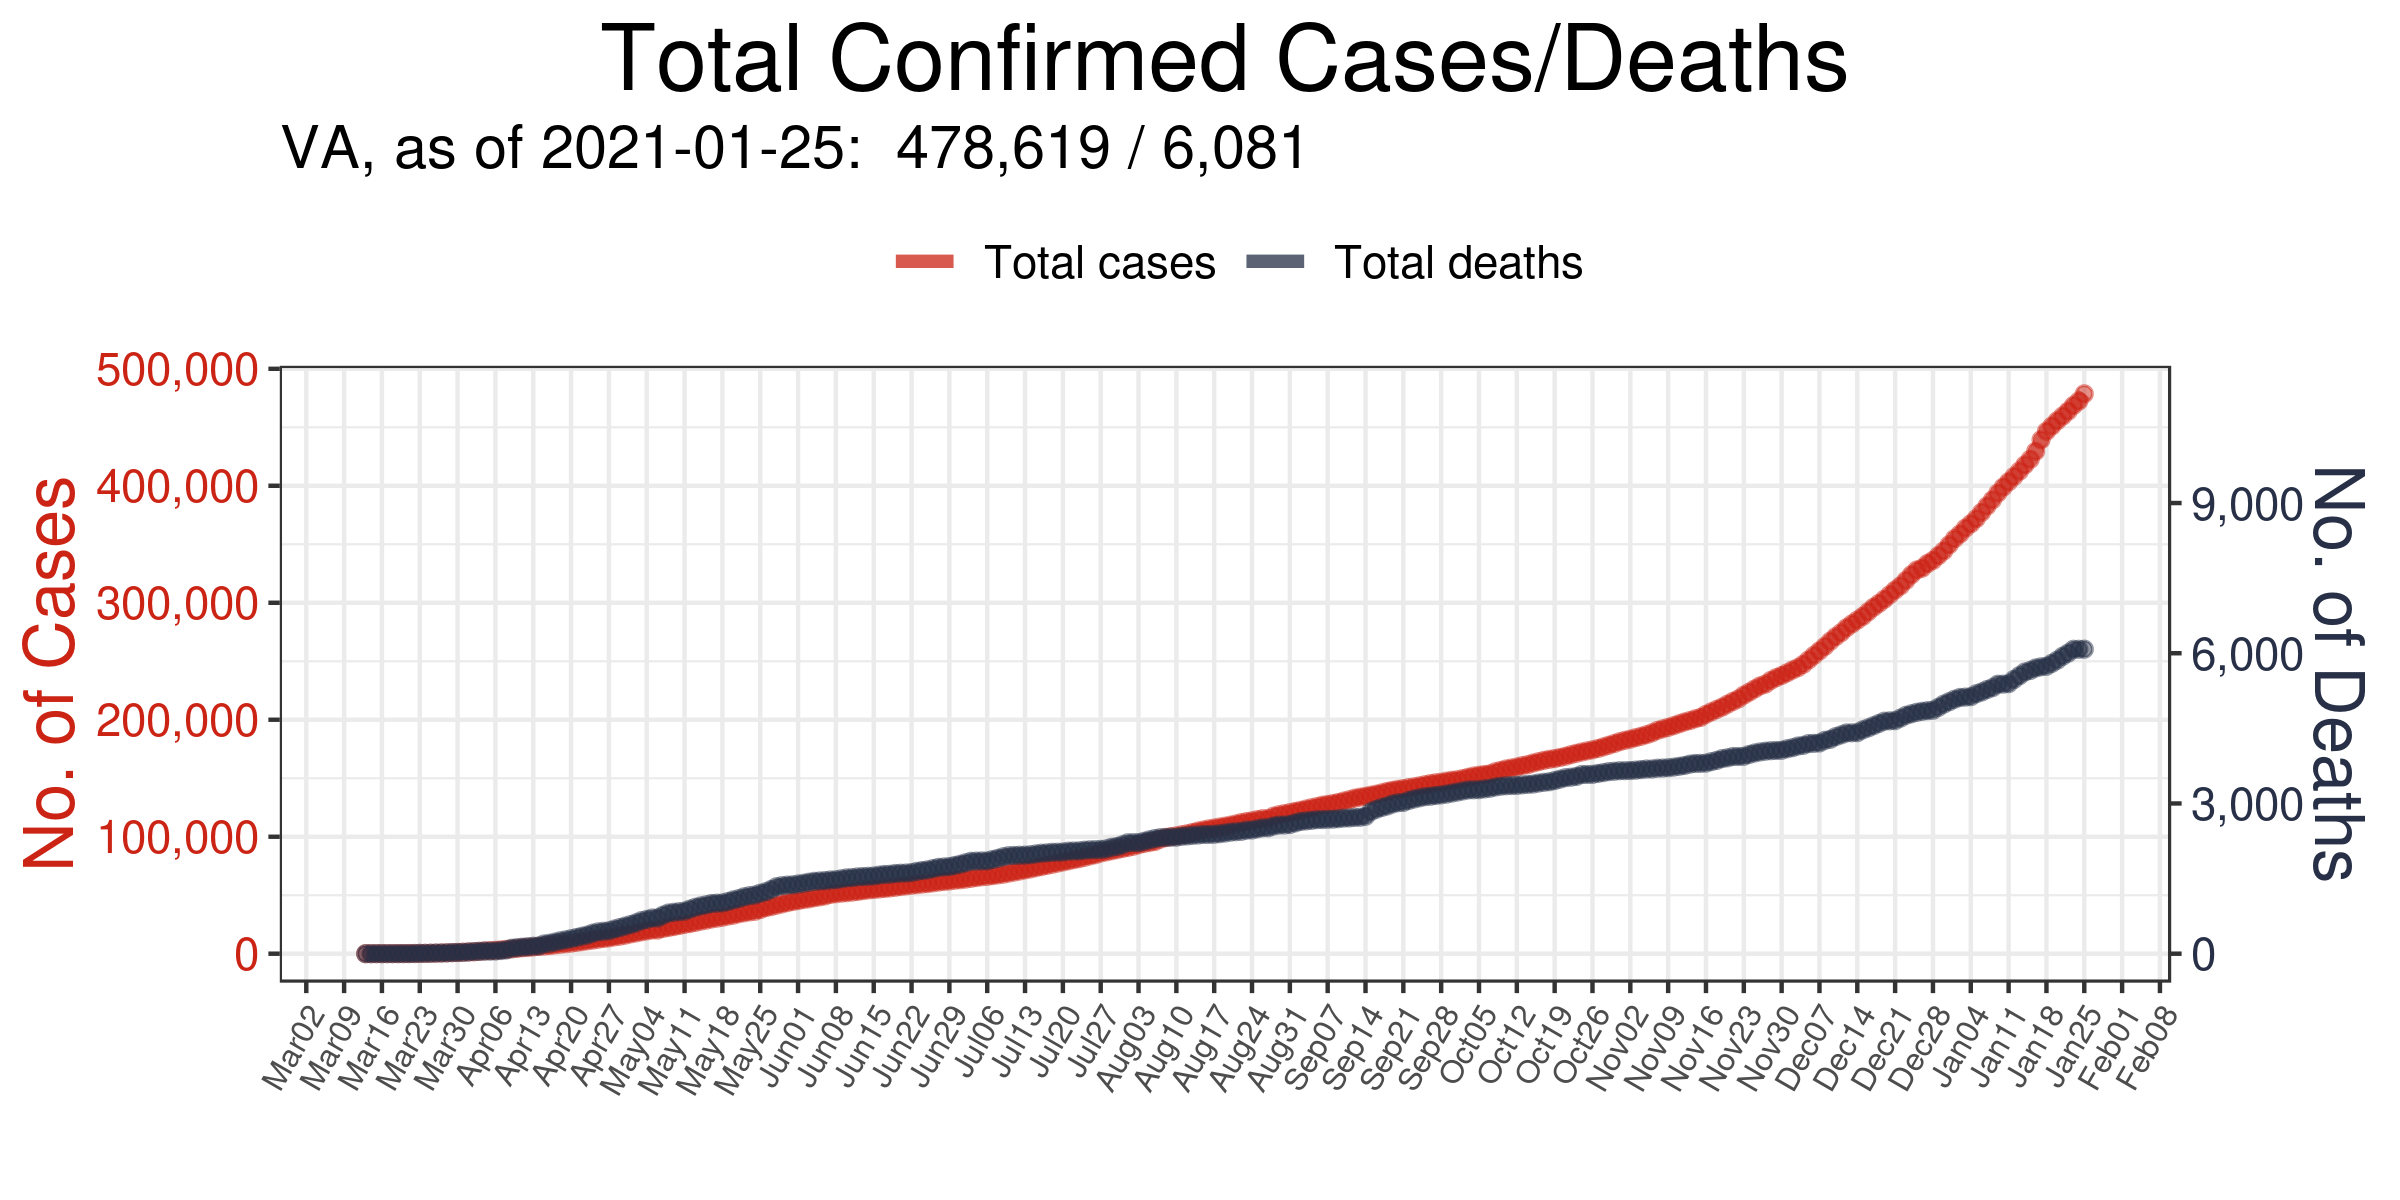 Total Confirmed Cases/Deaths
VA, as of 2021-01-25:  478,619 / 6,081
Total cases
Total deaths
No. of Cases
500,000
400,000
300,000
200,000
100,000
0
9,000
6,000
3,000
0
No. of Deaths
Mar02
Mar09
Mar16
Mar23
Mar30
Apr06
Apr13
Apr20
Apr27
May04
May11
May18
May25
Jun01
Jun08
Jun15
Jun22
Jun29
Jul06
Jul13
Jul20
Jul27
Aug03
Aug10
Aug17
Aug24
Aug31
Sep07
Sep14
Sep21
Sep28
Oct05
Oct12
Oct19
Oct26
Nov02
Nov09
Nov16
Nov23
Nov30
Dec07
Dec14
Dec21
Dec28
Jan04
Jan11
Jan18
Jan25
Feb01
Feb08